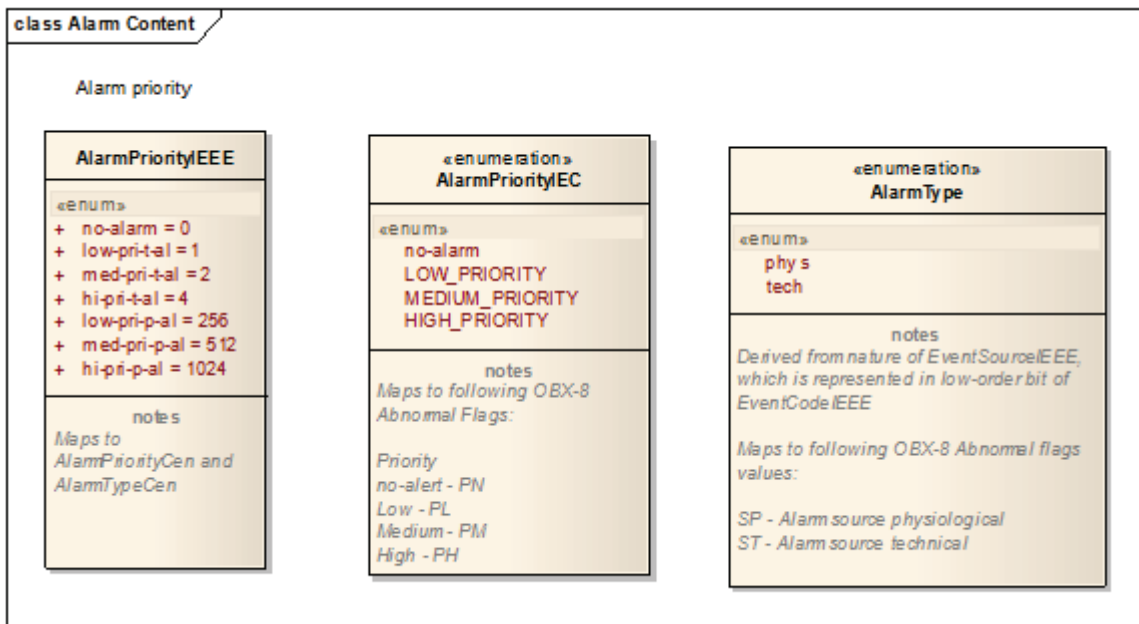 class Alarm Content
Alarm priority
AlarmPriorityIEEE
«enum»
+ no-alarm = 0
+ low-pri-t-al = 1
+ med-pri-t-al = 2
+ hi-pri-t-al = 4
+ low-pri-p-al = 256
+ med-pri-p-al = 512
+ hi-pri-p-al = 1024
notes
Maps to
AlarmPriorityCen and
AlarmTypeCen
«enumeration»
AlarmPriorityIEC
«enum»
no-alarm
LOW_PRIORITY
MEDIUM_PRIORITY
HIGH_PRIORITY
notes
Maps to following OBX-8
Abnormal Flags:
Priority
no-alert - PN
Low - PL
Medium - PM
High - PH
«enumeration»
AlarmType
«enum»
phys
tech
notes
Derived from nature of EventSourceIEEE,
which is represented in low-order bit of
EventCodeIEEE
Maps to following OBX-8 Abnormal flags
values:
SP - Alarm source physiological
ST - Alarm source technical